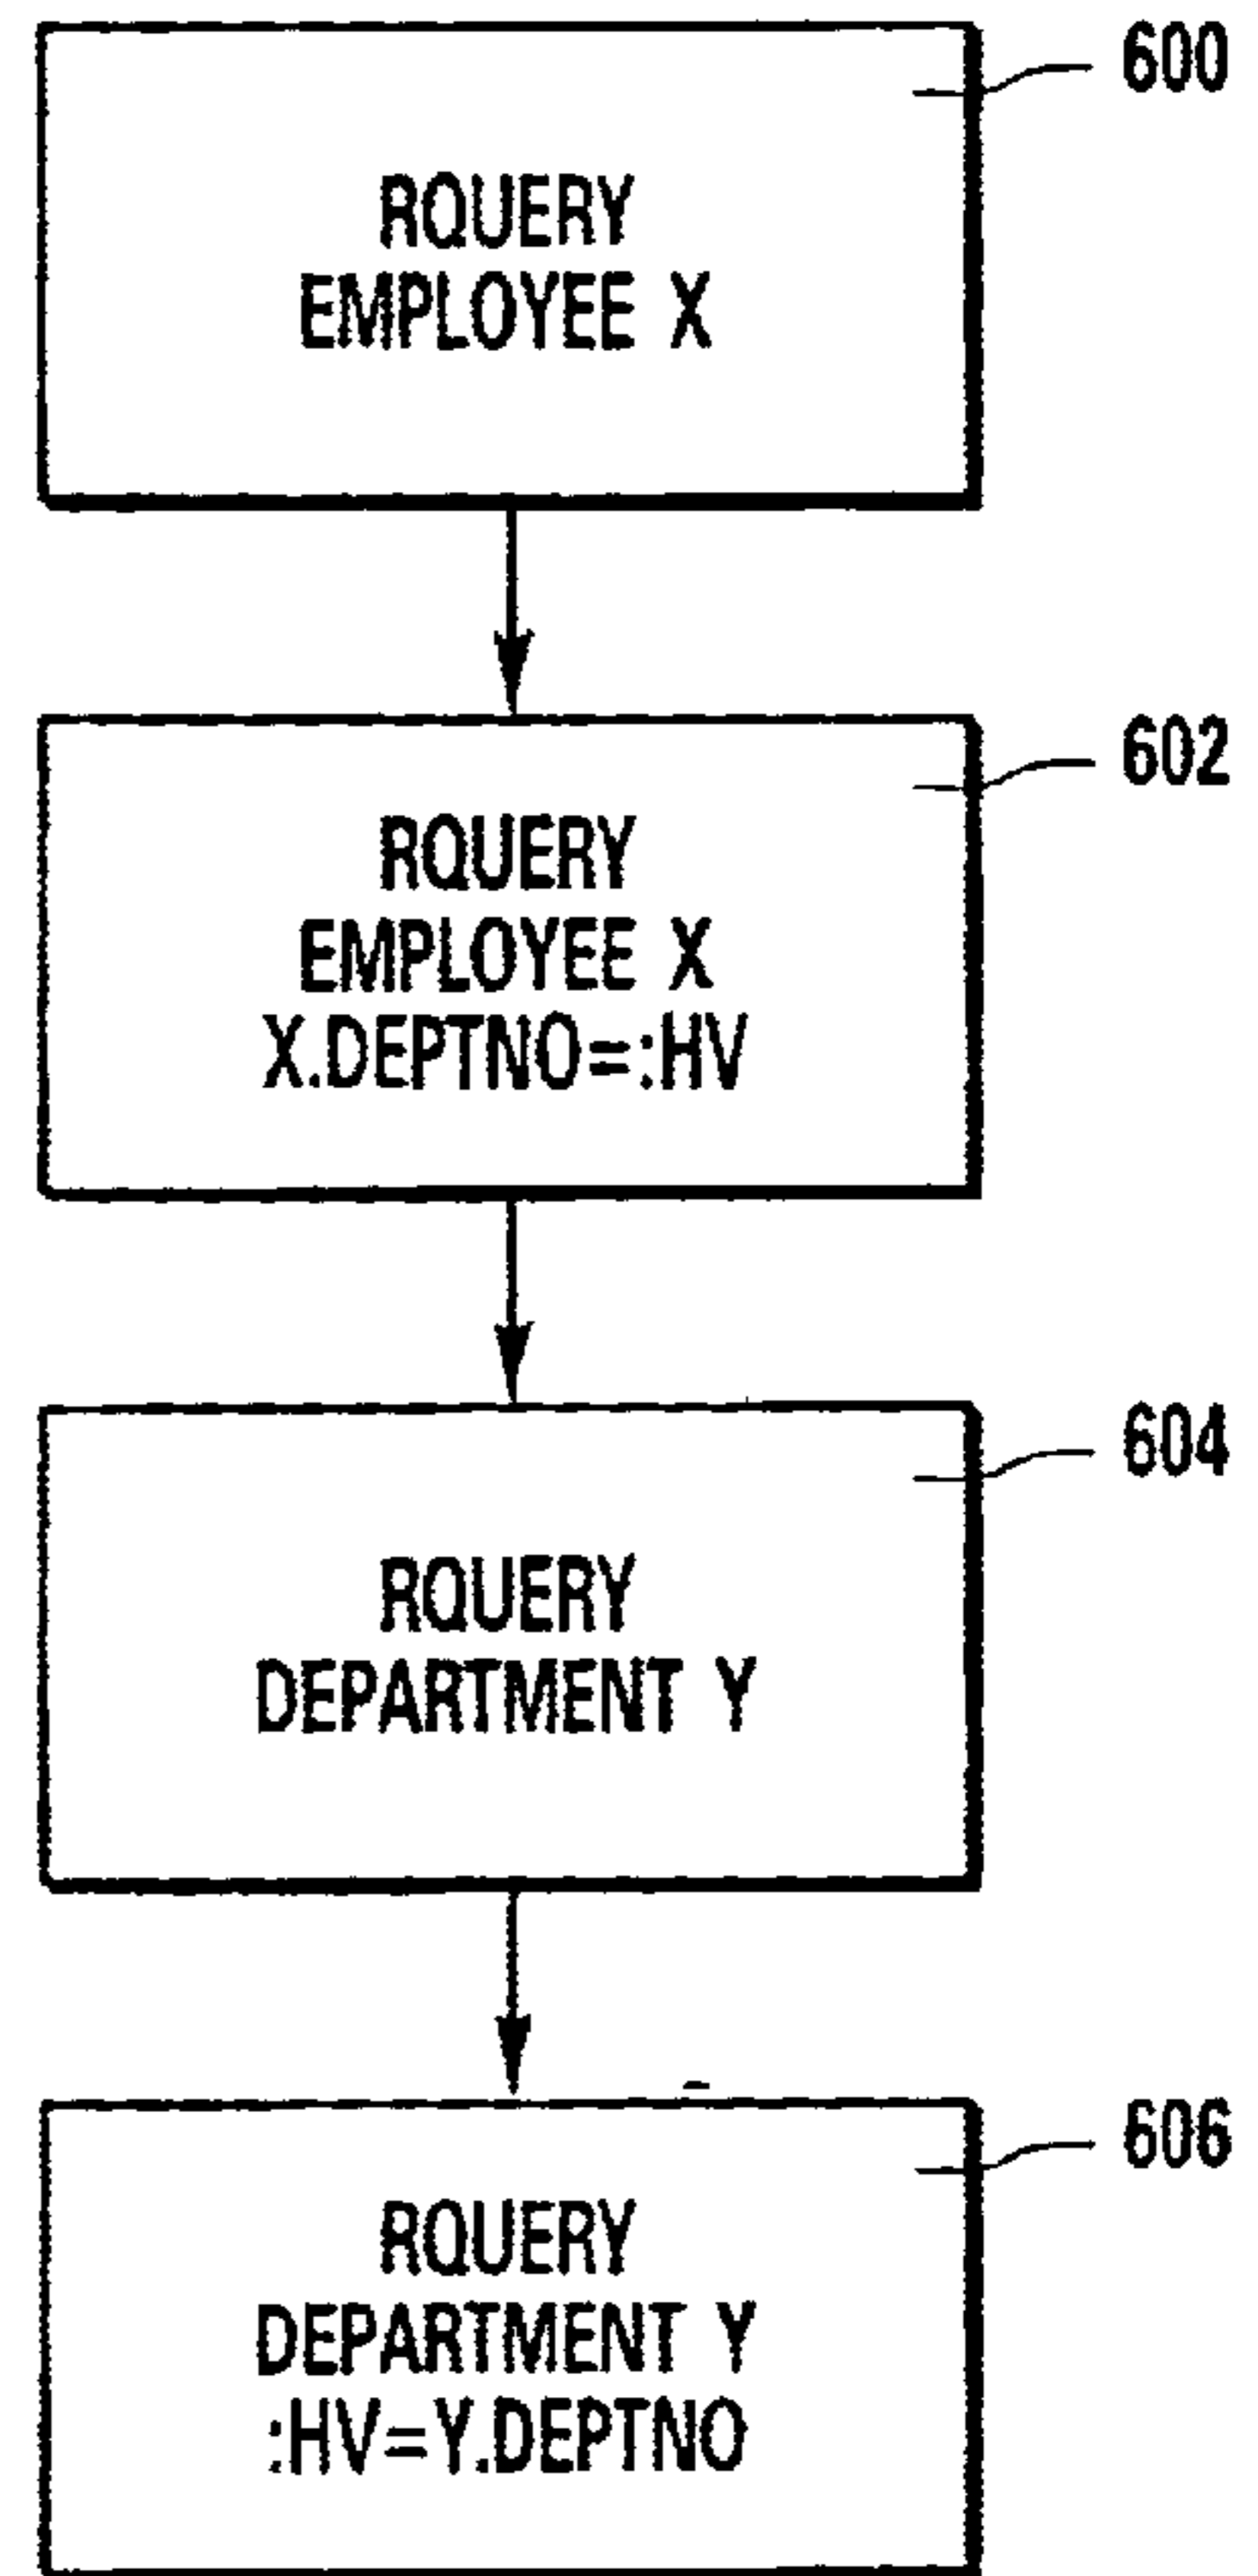 600
RQUERY
EMPLOYEE X
602
RQUERY
EMPLOYEE X
X.DEPTNO=:HV
604
RQUERY
DEPARTMENT Y
606
RQUERY
DEPARTMENT Y
:HV=Y.DEPTNO